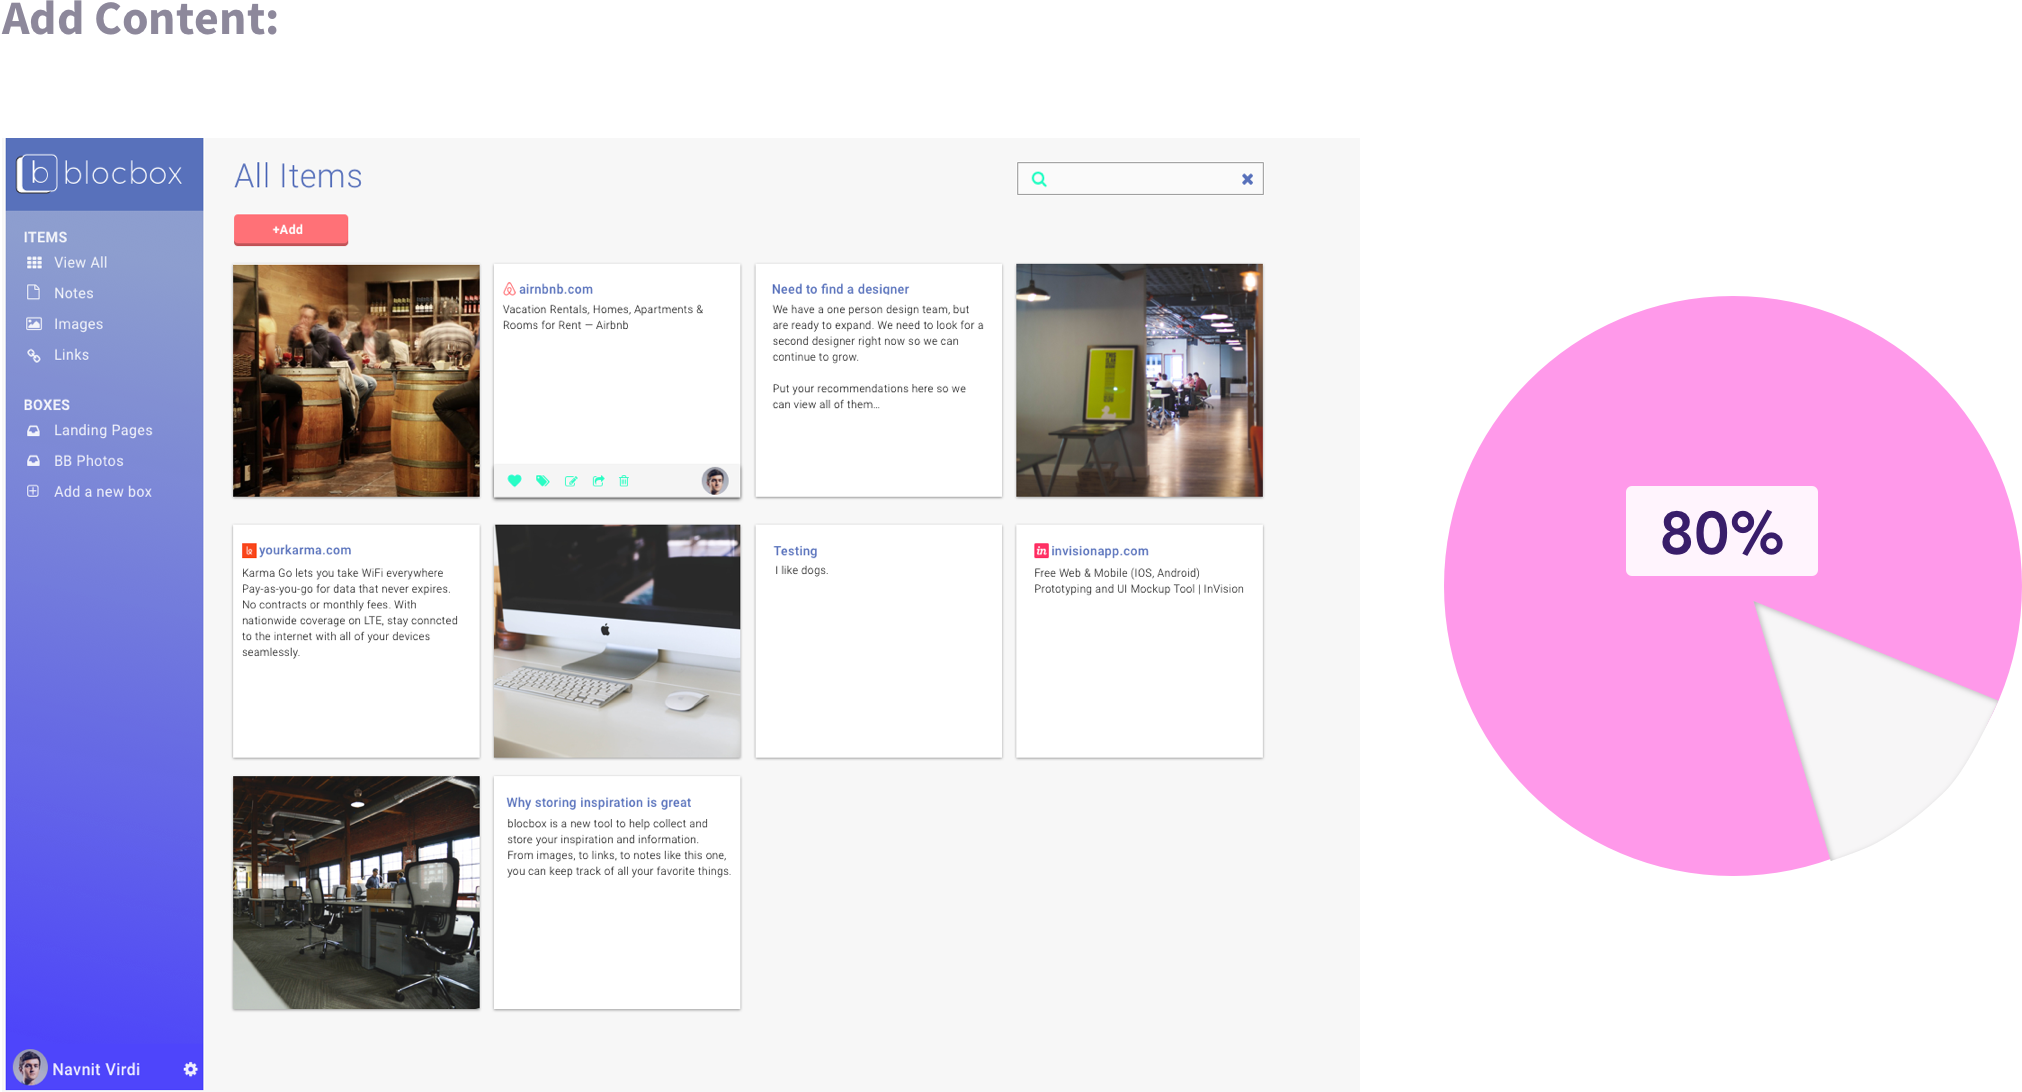 Add Content:
b blocbox
ITEMS
View All
Notes
Images
Links
BOXES
Landing Pages
BB Photos
Add a new box
Navnit Virdi
All Items
+Add
airnbnb.com
Vacation Rentals, Homes, Apartments &
Rooms for Rent — Airbnb
Need to find a designer
We have a one person design team, but
are ready to expand. We need to look for a
second designer right now so we can
continue to grow.
Put your recommendations here so we
can view all of them...
THIS
yourkarma.com
Karma Go lets you take WiFi everywhere
Pay-as-you-go for data that never expires.
No contracts or monthly fees. With
nationwide coverage on LTE, stay conncted
to the internet with all of your devices
seamlessly.
Testing
I like dogs.
in invisionapp.com
Free Web & Mobile (IOS, Android)
Prototyping and UI Mockup Tool | InVision
Why storing inspiration is great
blocbox is a new tool to help collect and
store your inspiration and information.
From images, to links, to notes like this one,
you can keep track of all your favorite things.
80%